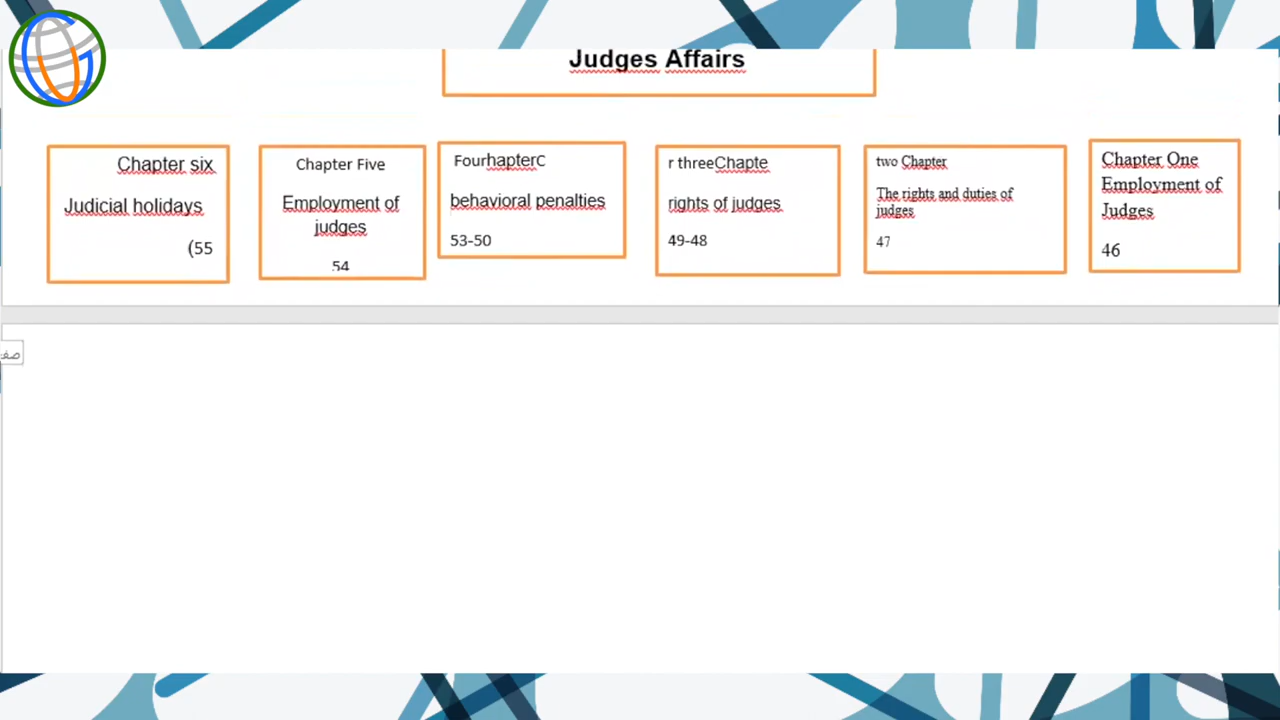 Judges Affairs
Chapter six
Judicial holidays
(55
Chapter Five
Employment of
judges
54
FourhapterC
behavioral penalties
53-50
r threeChapte
rights of judges
49-48
two Chapter
The rights and duties of
judges
47
Chapter One
Employment of
Judges
46
صفـ